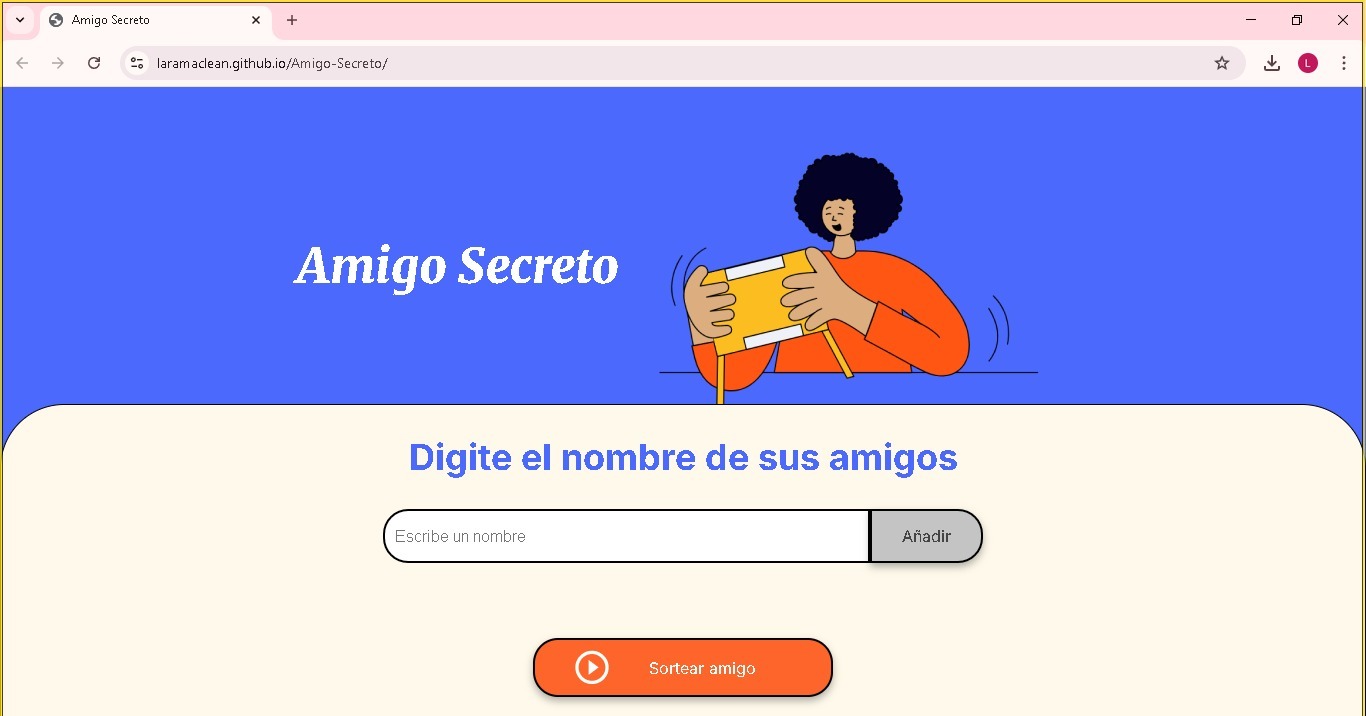 Amigo Secreto
laramaclean.github.io/Amigo-Secreto/
L
Amigo Secreto
Digite el nombre de sus amigos
Escribe un nombre
Añadir
Sortear amigo